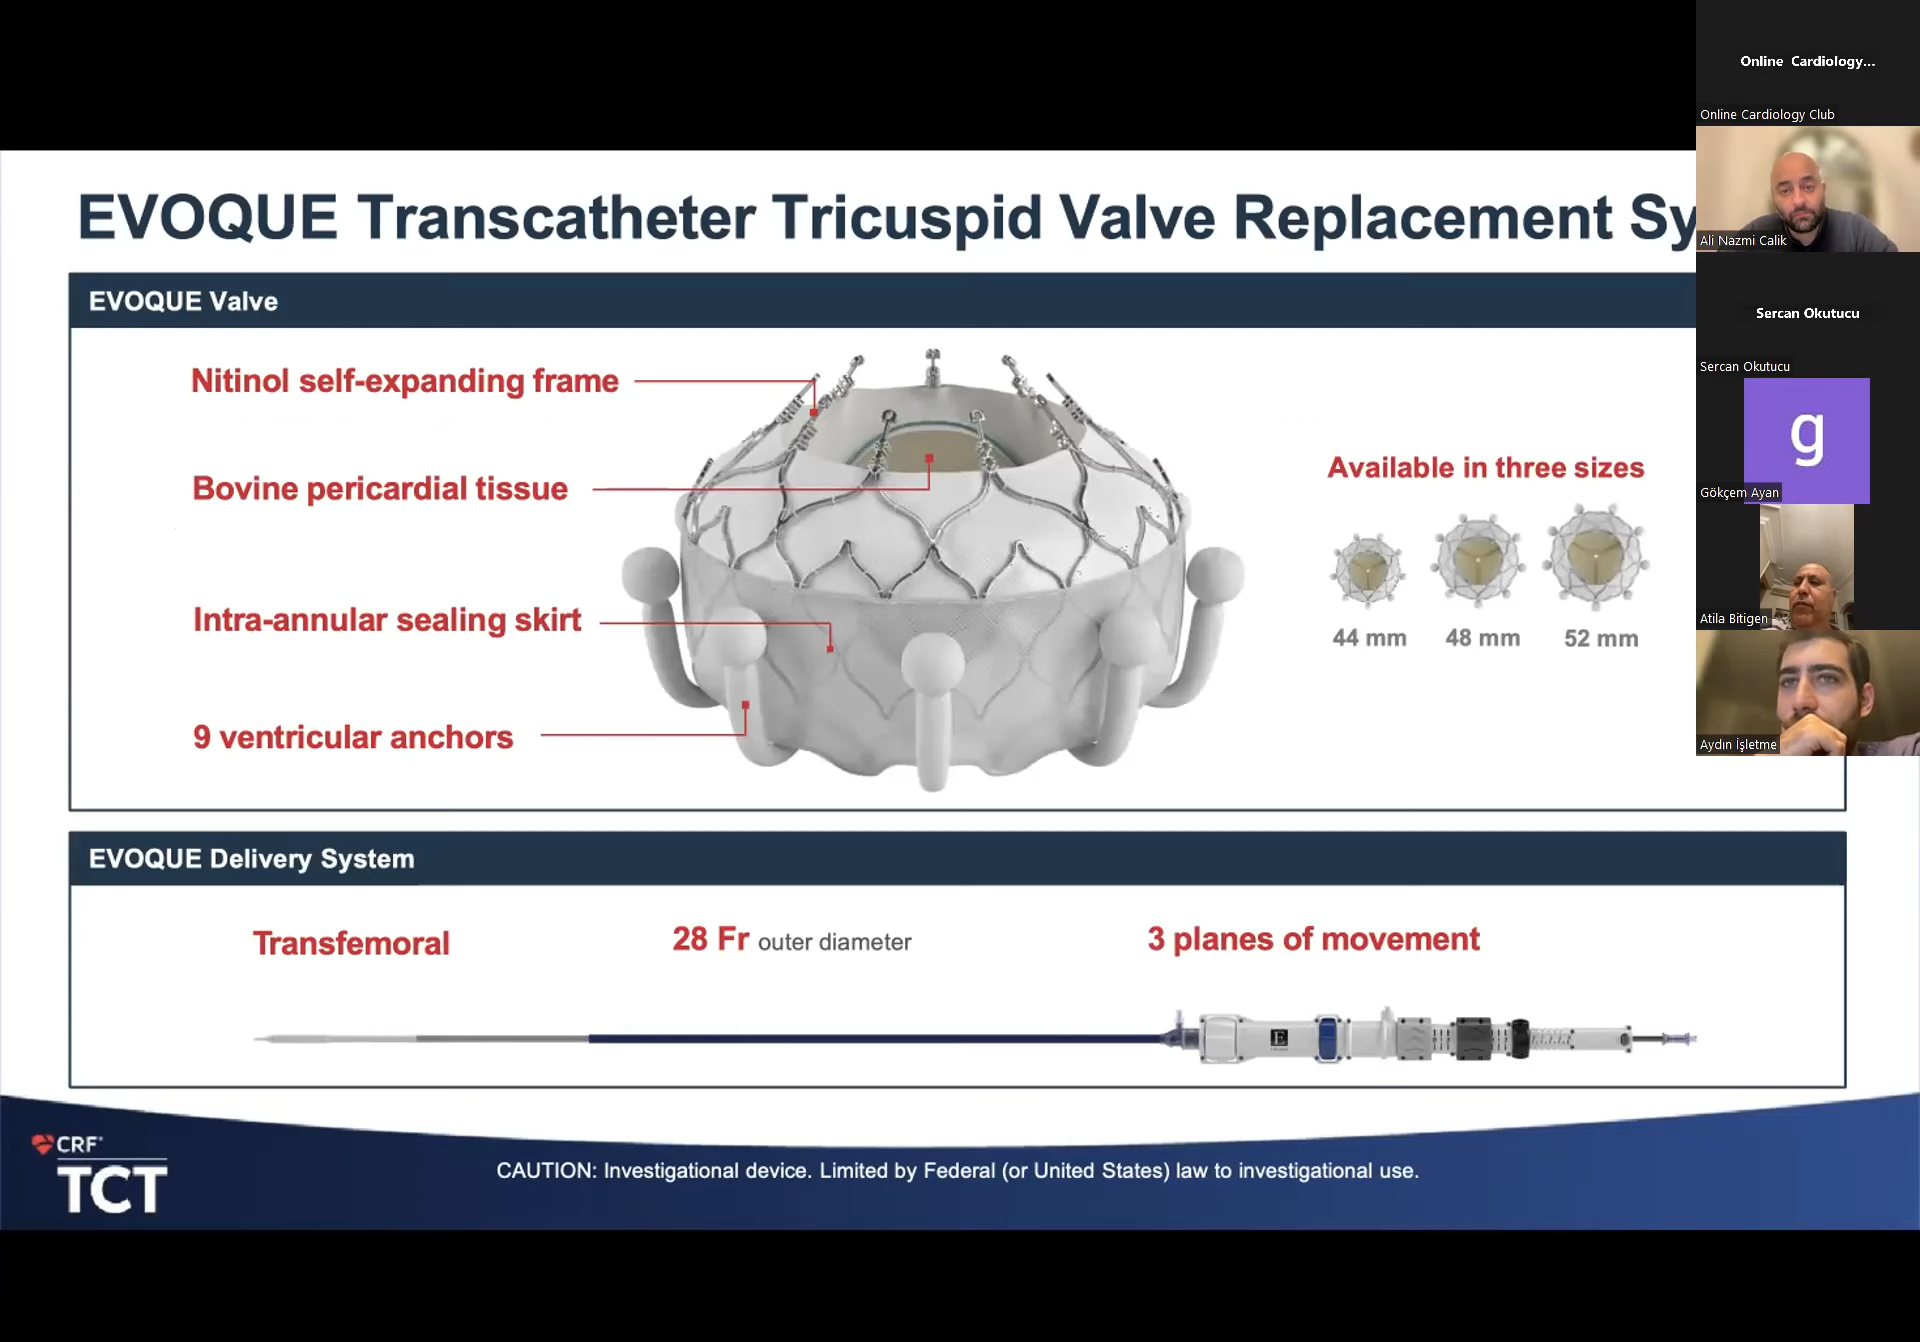 EVOQUE Transcatheter Tricuspid Valve Replacement Sy
EVOQUE Valve
Nitinol self-expanding frame
Bovine pericardial tissue
Intra-annular sealing skirt
9 ventricular anchors
Available in three sizes
44 mm
48 mm
52 mm
EVOQUE Delivery System
Transfemoral
28 Fr outer diameter
3 planes of movement
E
CRF
TCT
CAUTION: Investigational device. Limited by Federal (or United States) law to investigational use.
Online Cardiology...
Online Cardiology Club
Ali Nazmi Calik
Sercan Okutucu
Sercan Okutucu
g
Gökçem Ayan
Atila Bitigen
Aydın İşletme